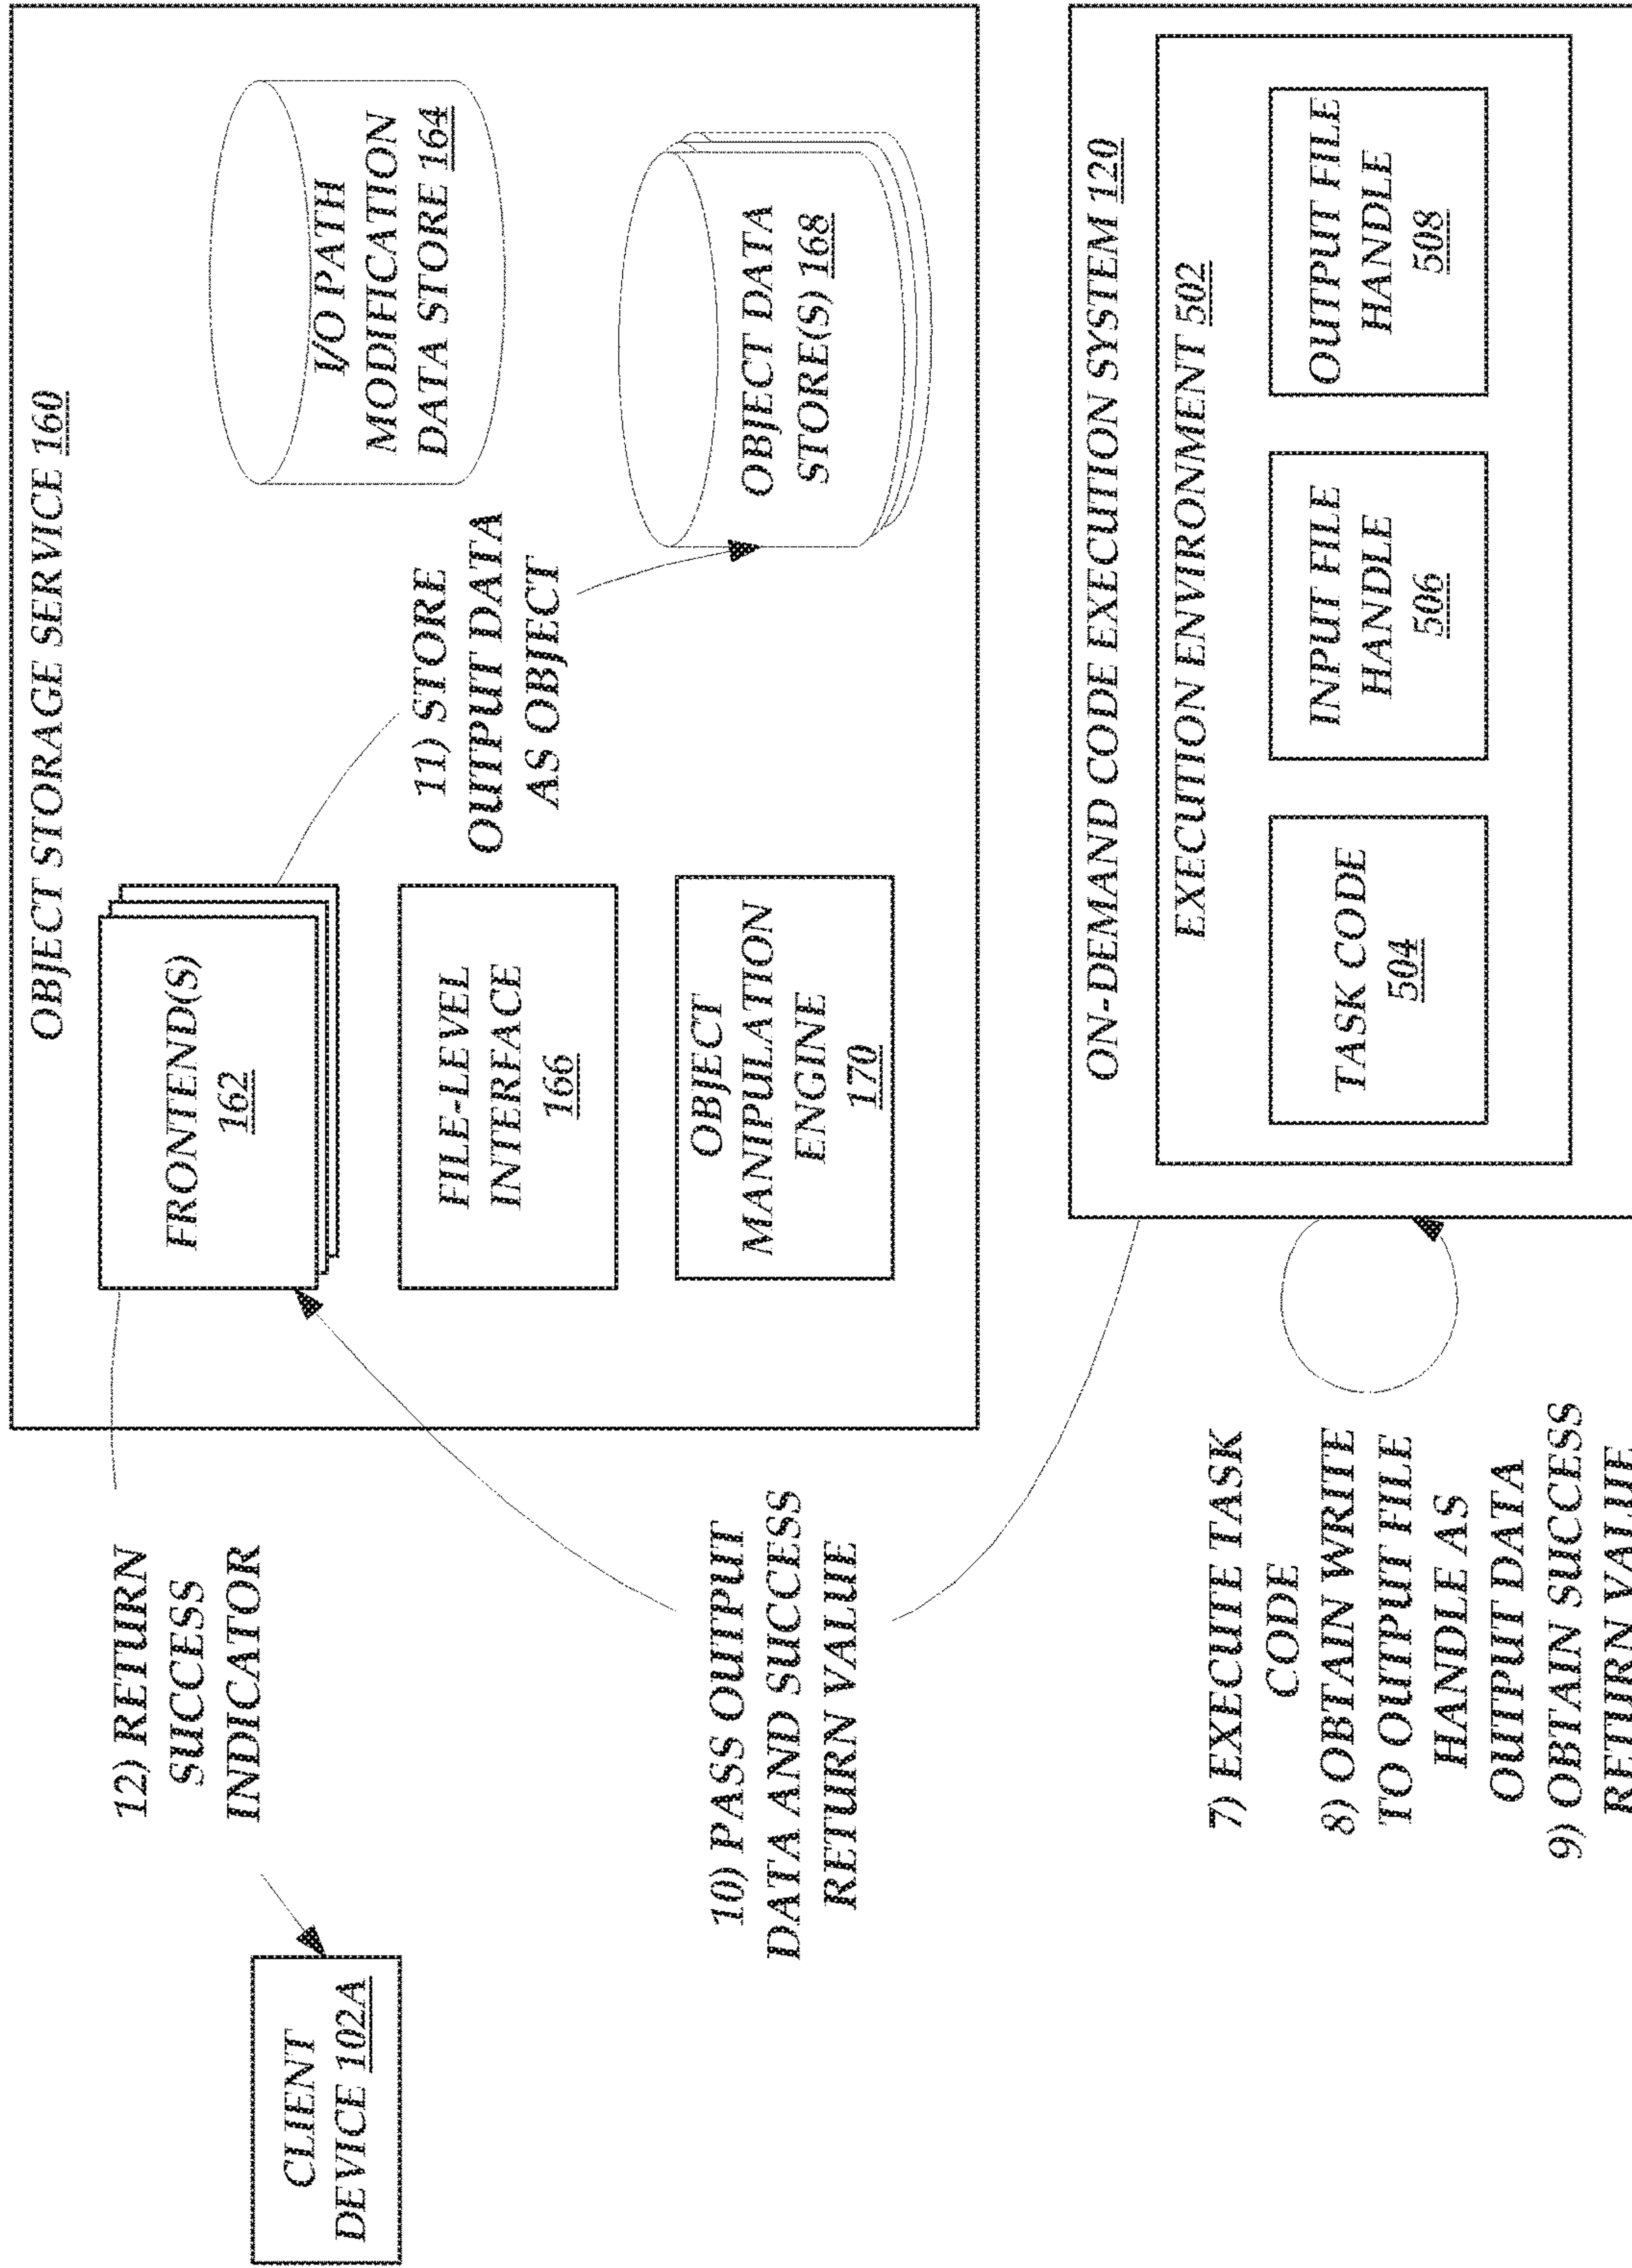 OBJECT STORAGE SERVICE 160
FRONTEND(S)
162
FILE-LEVEL
INTERFACE
166
OBJECT
MANIPULATION
ENGINE
170
I/O PATH
MODIFICATION
DATA STORE 164
OBJECT DATA
STORE(S) 168
11) STORE
OUTPUT DATA
AS OBJECT
12) RETURN
SUCCESS
INDICATOR
CLIENT
DEVICE 102A
10) PASS OUTPUT
DATA AND SUCCESS
RETURN VALUE
ON-DEMAND CODE EXECUTION SYSTEM 120
EXECUTION ENVIRONMENT 502
TASK CODE
504
INPUT FILE
HANDLE
506
OUTPUT FILE
HANDLE
508
7) EXECUTE TASK
CODE
8) OBTAIN WRITE
TO OUTPUT FILE
HANDLE AS
OUTPUT DATA
9) OBTAIN SUCCESS
RETURN VALUE